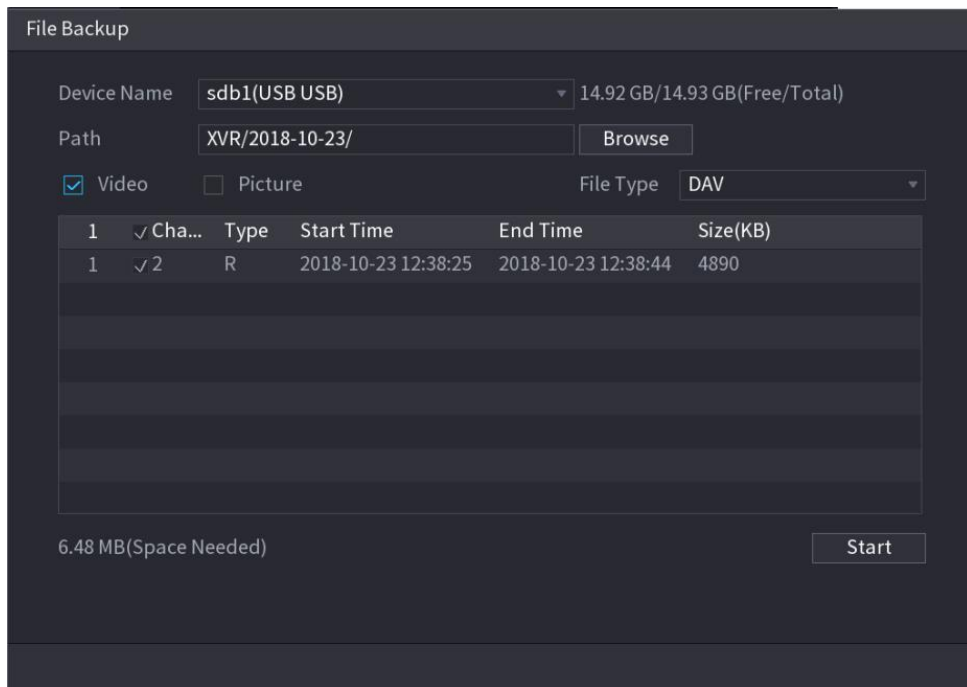 File Backup
Device Name sdb1(USB USB) 14.92 GB/14.93 GB(Free/Total)
Path XVR/2018-10-23/ Browse
Video Picture File Type DAV
1 Cha... Type Start Time End Time Size(KB)
1 2 R 2018-10-23 12:38:25 2018-10-23 12:38:44 4890
6.48 MB(Space Needed) Start